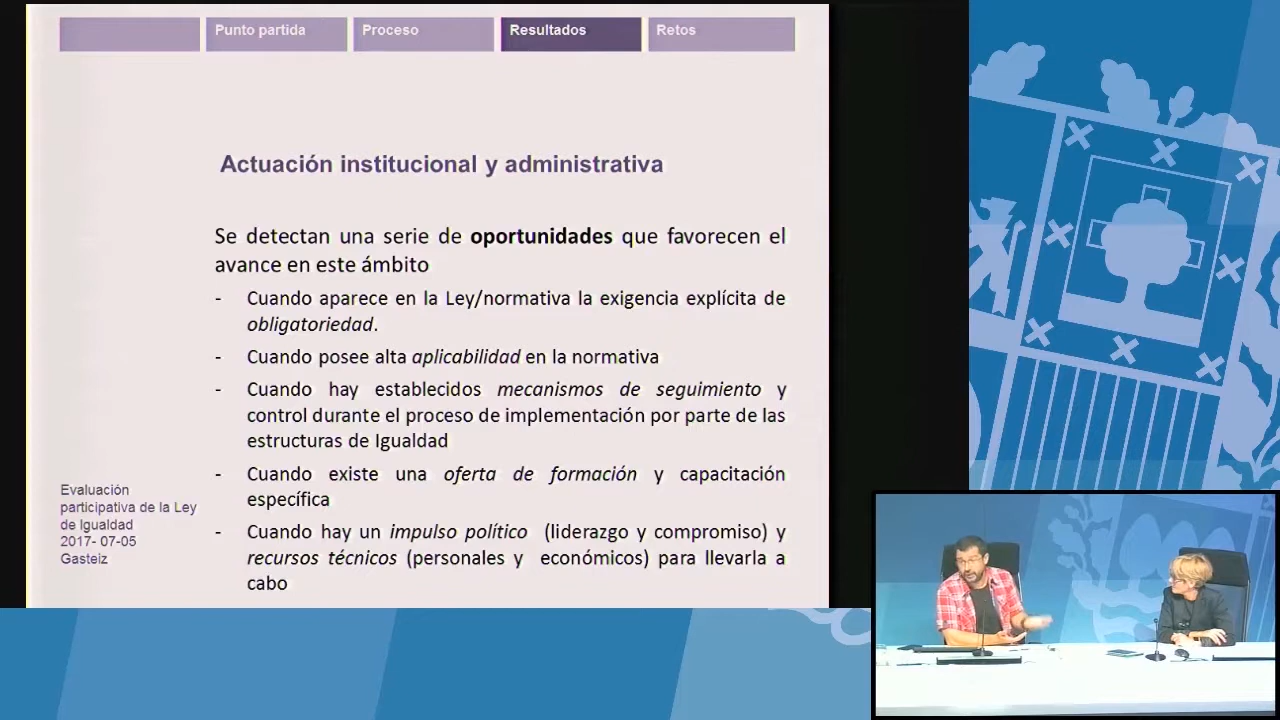 Punto partida
Proceso
Resultados
Retos
Actuación institucional y administrativa
Se detectan una serie de oportunidades que favorecen el
avance en este ámbito
- Cuando aparece en la Ley/normativa la exigencia explícita de
obligatoriedad.
- Cuando posee alta aplicabilidad en la normativa
- Cuando hay establecidos mecanismos de seguimiento y
control durante el proceso de implementación por parte de las
estructuras de Igualdad
- Cuando existe una oferta de formación y capacitación
específica
- Cuando hay un impulso político (liderazgo y compromiso) y
recursos técnicos (personales y económicos) para llevarla a
cabo
Evaluación
participativa de la Ley
de Igualdad
2017- 07-05
Gasteiz